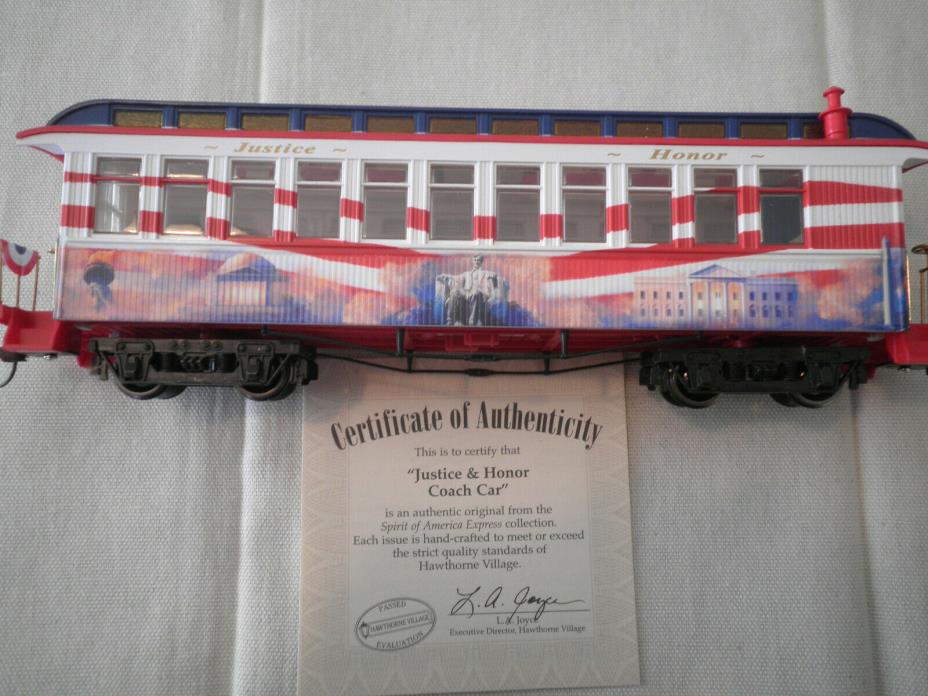 ~ Justice ~ ~ Honor ~
Certificate of Authenticity
This is to certify that
“Justice & Honor
Coach Car”
is an authentic original from the
Spirit of America Express collection.
Each issue is hand-crafted to meet or exceed
the strict quality standards of
Hawthorne Village.
L. A. Joyce
L.A. Joyce
Executive Director, Hawthorne Village
PASSED
HAWTHORNE VILLAGE
EVALUATION